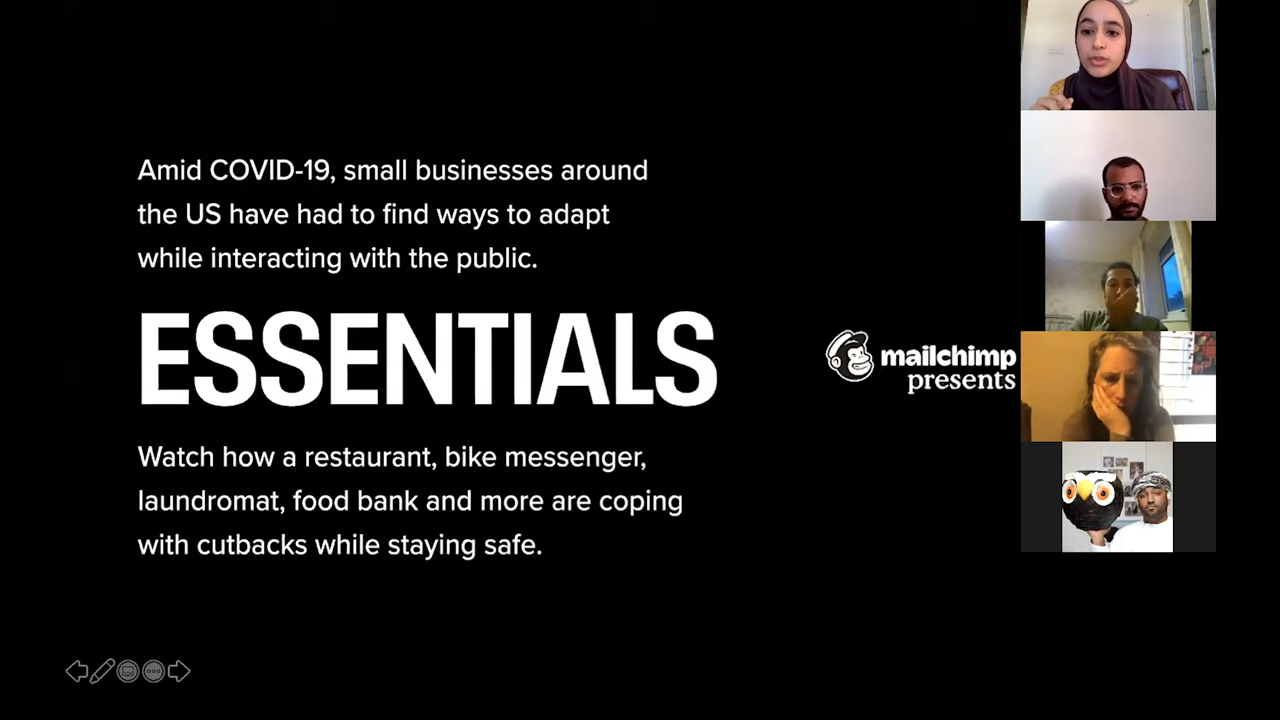 Amid COVID-19, small businesses around
the US have had to find ways to adapt
while interacting with the public.
ESSENTIALS
mailchimp
presents
Watch how a restaurant, bike messenger,
laundromat, food bank and more are coping
with cutbacks while staying safe.